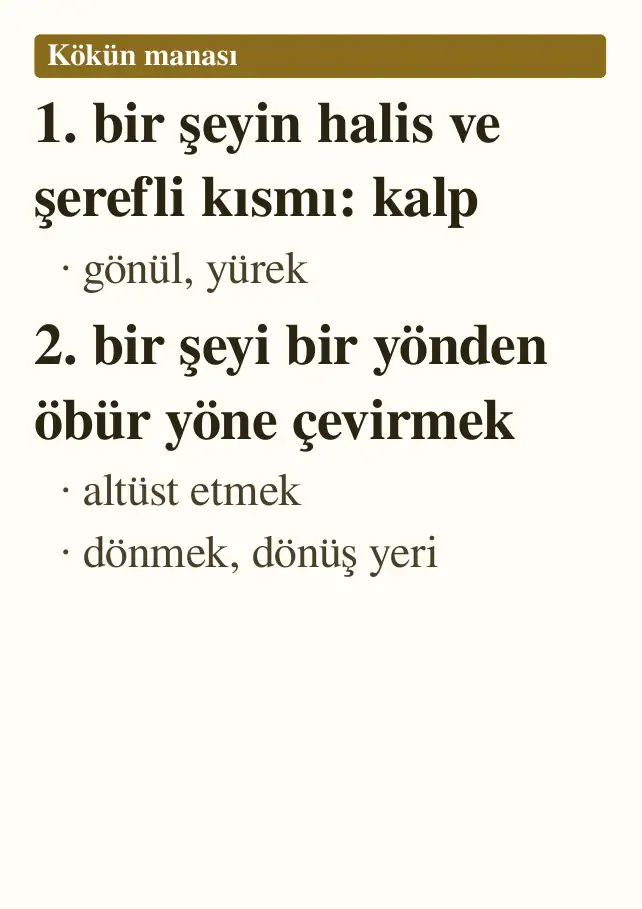 Kökün manası
1. bir şeyin halis ve
şerefli kısmı: kalp
· gönül, yürek
2. bir şeyi bir yönden
öbür yöne çevirmek
· altüst etmek
· dönmek, dönüş yeri